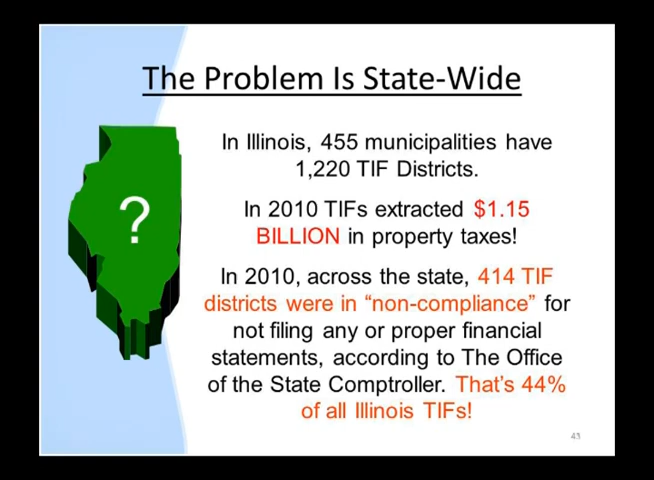 The Problem Is State-Wide
In Illinois, 455 municipalities have
1,220 TIF Districts.
?
In 2010 TIFs extracted $1.15
BILLION in property taxes!
In 2010, across the state, 414 TIF
districts were in “non-compliance” for
not filing any or proper financial
statements, according to The Office
of the State Comptroller. That's 44%
of all Illinois TIFs!
43